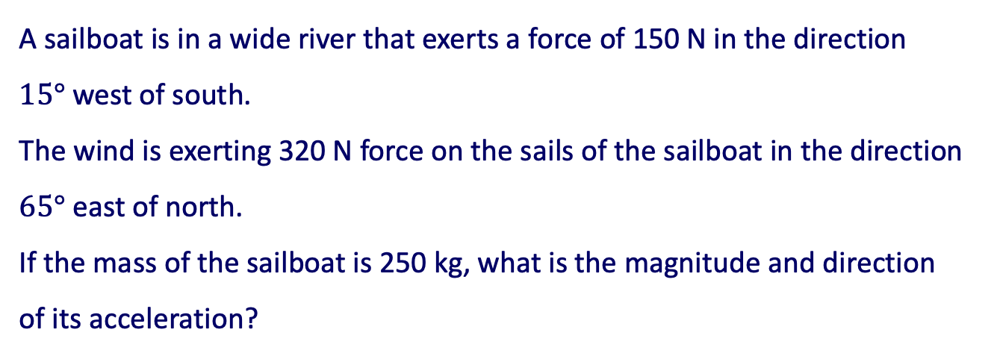 A sailboat is in a wide river that exerts a force of 150 N in the direction
15° west of south.
The wind is exerting 320 N force on the sails of the sailboat in the direction
65° east of north.
If the mass of the sailboat is 250 kg, what is the magnitude and direction
of its acceleration?